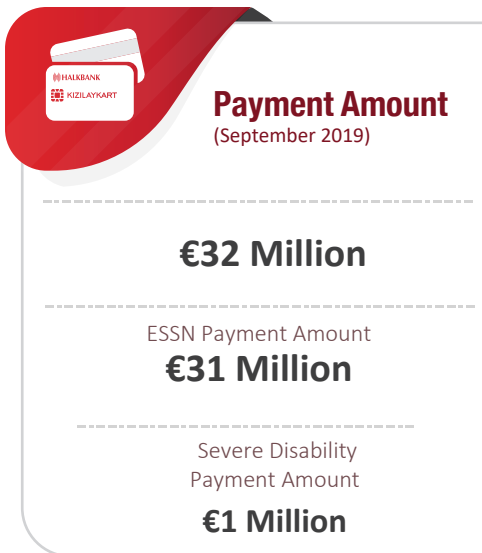 HALKBANK
KIZILAYKART
Payment Amount
(September 2019)
€32 Million
ESSN Payment Amount
€31 Million
Severe Disability
Payment Amount
€1 Million